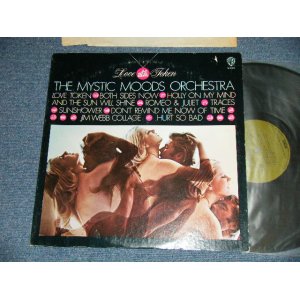 Love Token
THE MYSTIC MOODS ORCHESTRA
LOVE TOKEN BOTH SIDES NOW HOLLY ON MY MIND
AND THE SUN WILL SHINE ROMEO & JULIET TRACES
SUNSHOWER DON'T REMIND ME NOW OF TIME
JIM WEBB COLLAGE HURT SO BAD